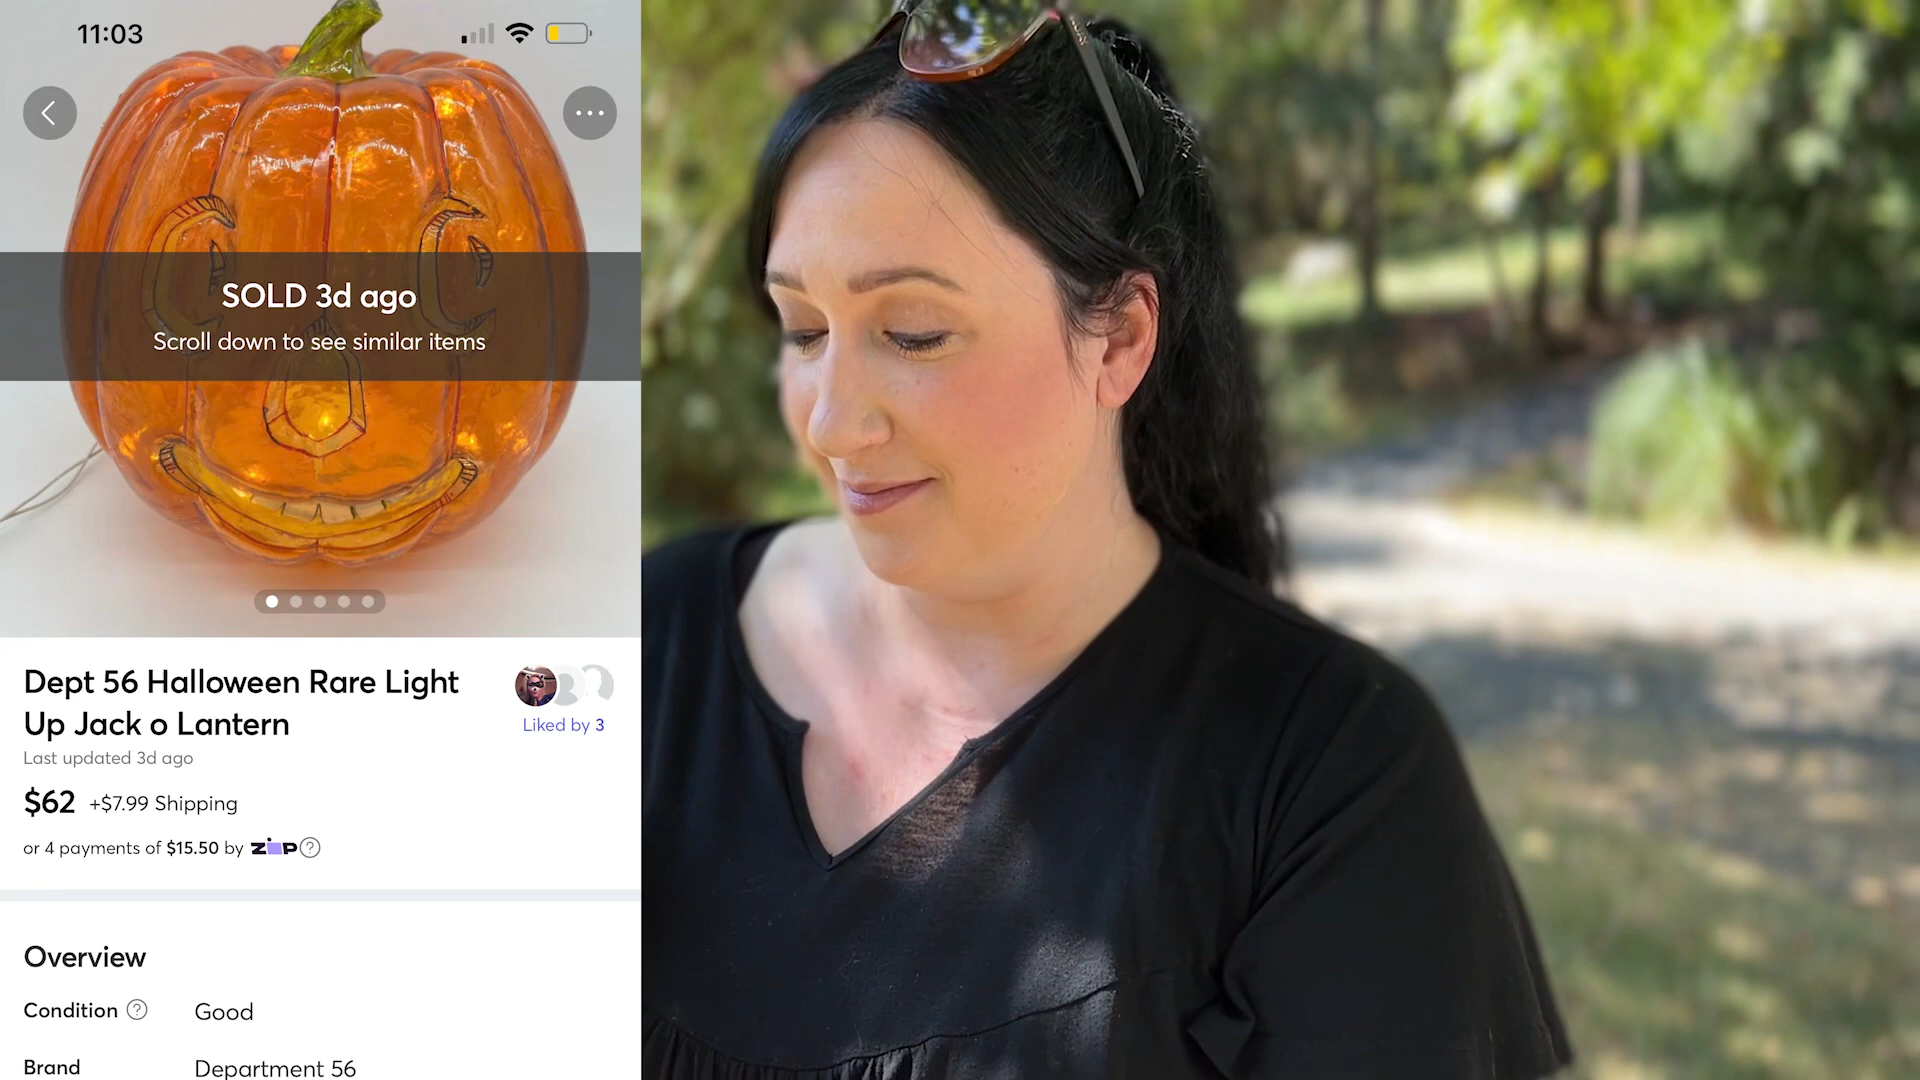 11:03
SOLD 3d ago
Scroll down to see similar items
Dept 56 Halloween Rare Light
Up Jack o Lantern
Liked by 3
Last updated 3d ago
$62 +$7.99 Shipping
or 4 payments of $15.50 by ZIP ?
Overview
Condition ? Good
Brand Department 56